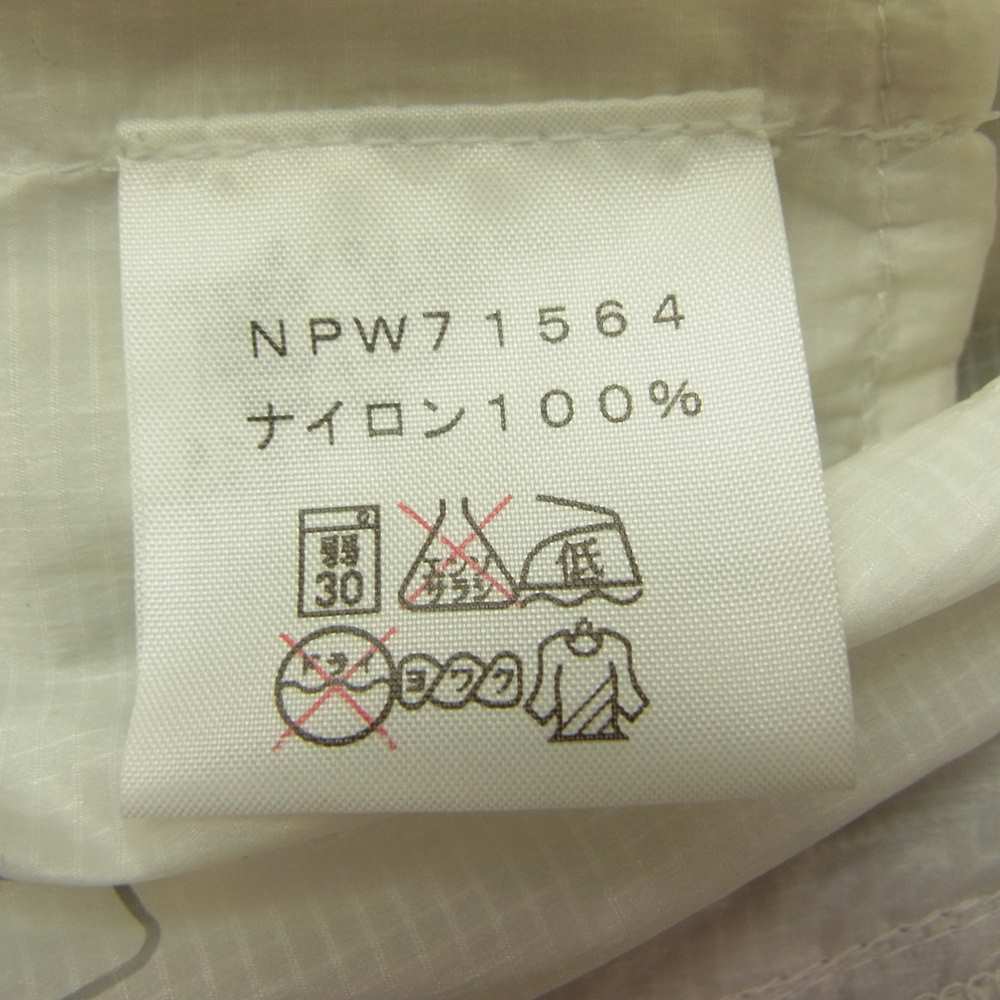 ＮＰＷ７１５６４
ナイロン１００％
弱
30
エンソ
サラシ
低
ドライ
ヨワク